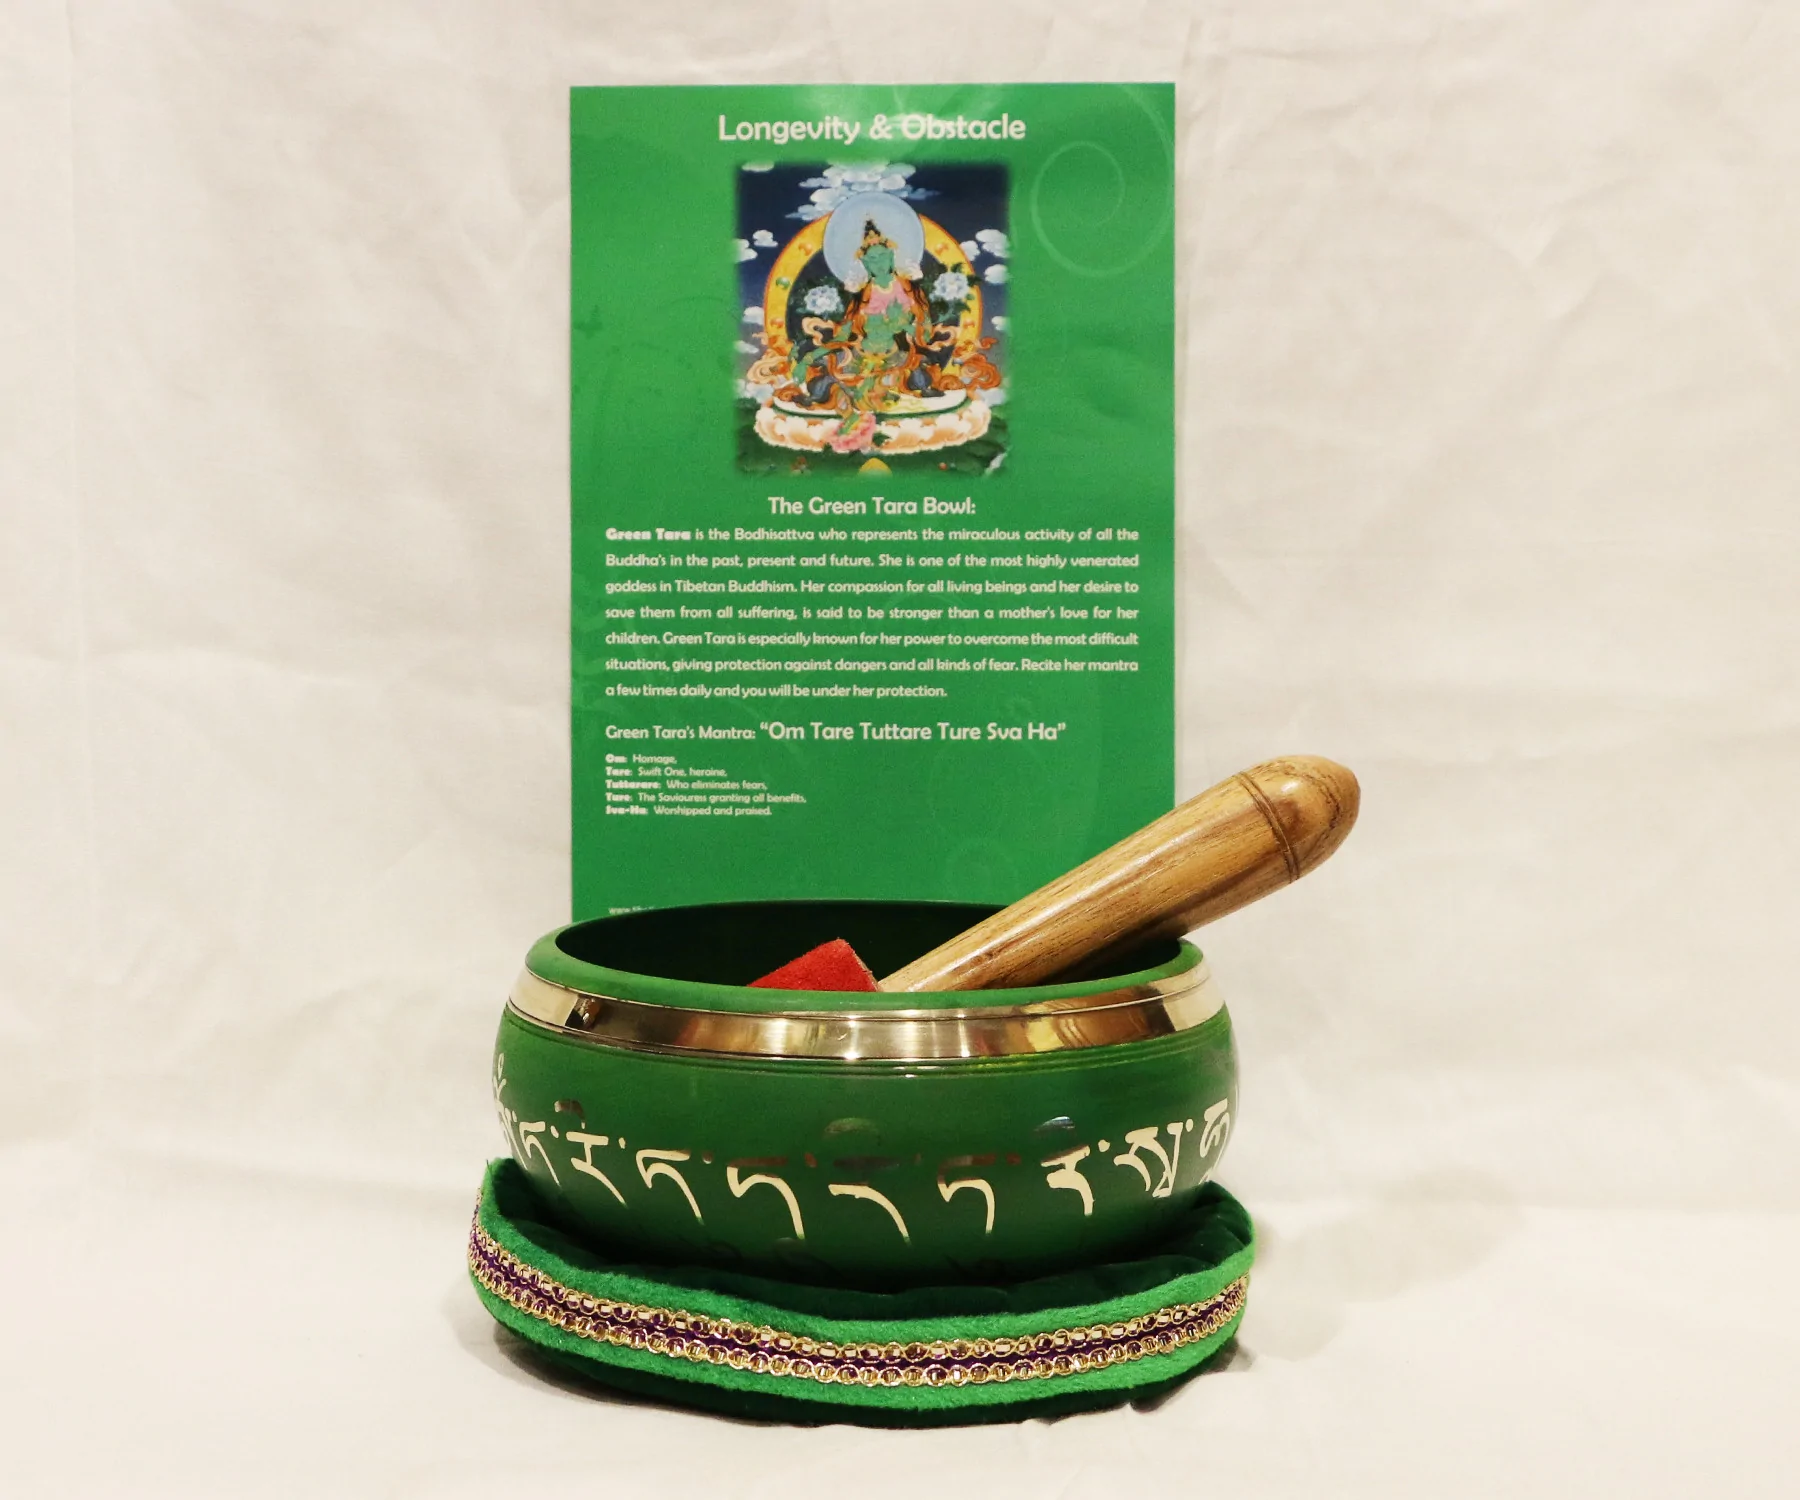 Longevity & Obstacle
The Green Tara Bowl:
Green Tara is the Bodhisattva who represents the miraculous activity of all the
Buddha's in the past, present and future. She is one of the most highly venerated
goddess in Tibetan Buddhism. Her compassion for all living beings and her desire to
save them from all suffering, is said to be stronger than a mother's love for her
children. Green Tara is especially known for her power to overcome the most difficult
situations, giving protection against dangers and all kinds of fear. Recite her mantra
a few times daily and you will be under her protection.
Green Tara's Mantra: “Om Tare Tuttare Ture Sva Ha”
Om: Homage,
Tare: Swift One, heroine,
Tuttarare: Who eliminates fears,
Ture: The Saviouress granting all benefits,
Sva-Ha: Worshipped and praised.
ༀ་ཏཱ་རེ་ཏུ་ཏྟཱ་རེ་ཏུ་རེ་སྭཱ་ཧཱ